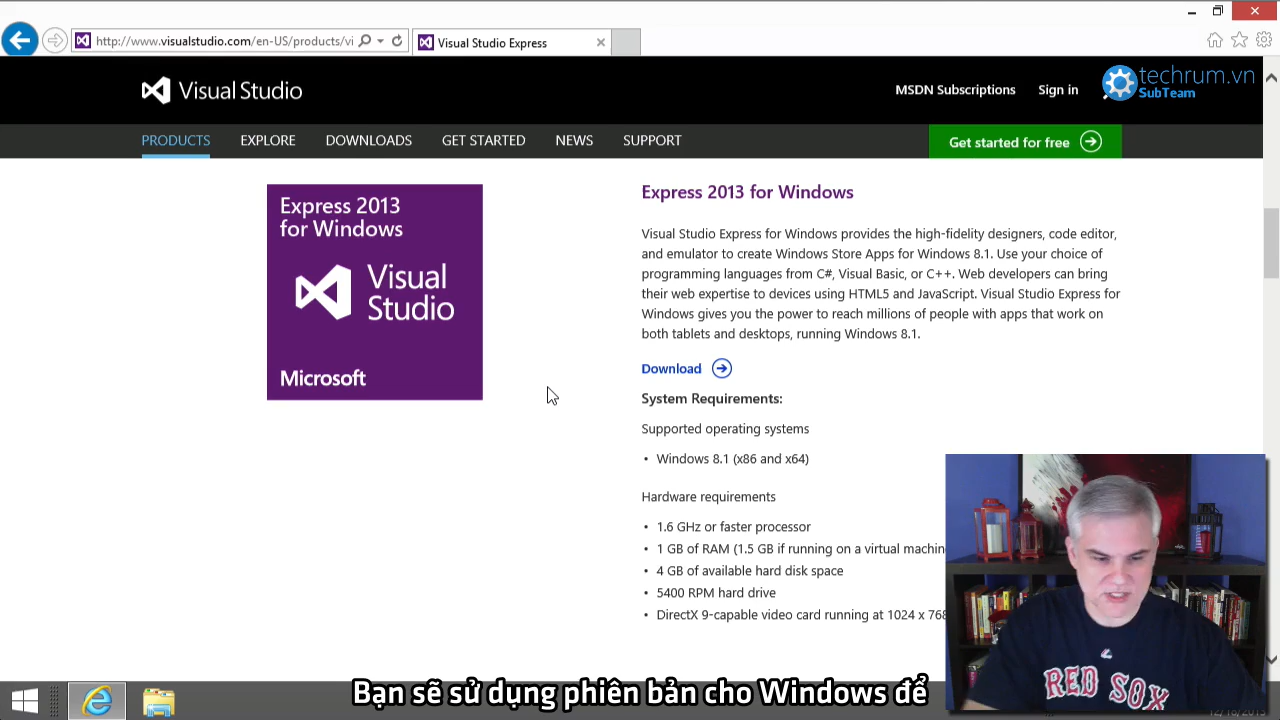 http://www.visualstudio.com/en-US/products/vi
Visual Studio Express
Visual Studio
MSDN Subscriptions
Sign in
techrum.vn
SubTeam
PRODUCTS
EXPLORE
DOWNLOADS
GET STARTED
NEWS
SUPPORT
Get started for free
Express 2013
for Windows
Visual
Studio
Microsoft
Express 2013 for Windows
Visual Studio Express for Windows provides the high-fidelity designers, code editor,
and emulator to create Windows Store Apps for Windows 8.1. Use your choice of
programming languages from C#, Visual Basic, or C++. Web developers can bring
their web expertise to devices using HTML5 and JavaScript. Visual Studio Express for
Windows gives you the power to reach millions of people with apps that work on
both tablets and desktops, running Windows 8.1.
Download
System Requirements:
Supported operating systems
• Windows 8.1 (x86 and x64)
Hardware requirements
• 1.6 GHz or faster processor
• 1 GB of RAM (1.5 GB if running on a virtual machin
• 4 GB of available hard disk space
• 5400 RPM hard drive
• DirectX 9-capable video card running at 1024 x 768
RED SOX
Bạn sẽ sử dụng phiên bản cho Windows để